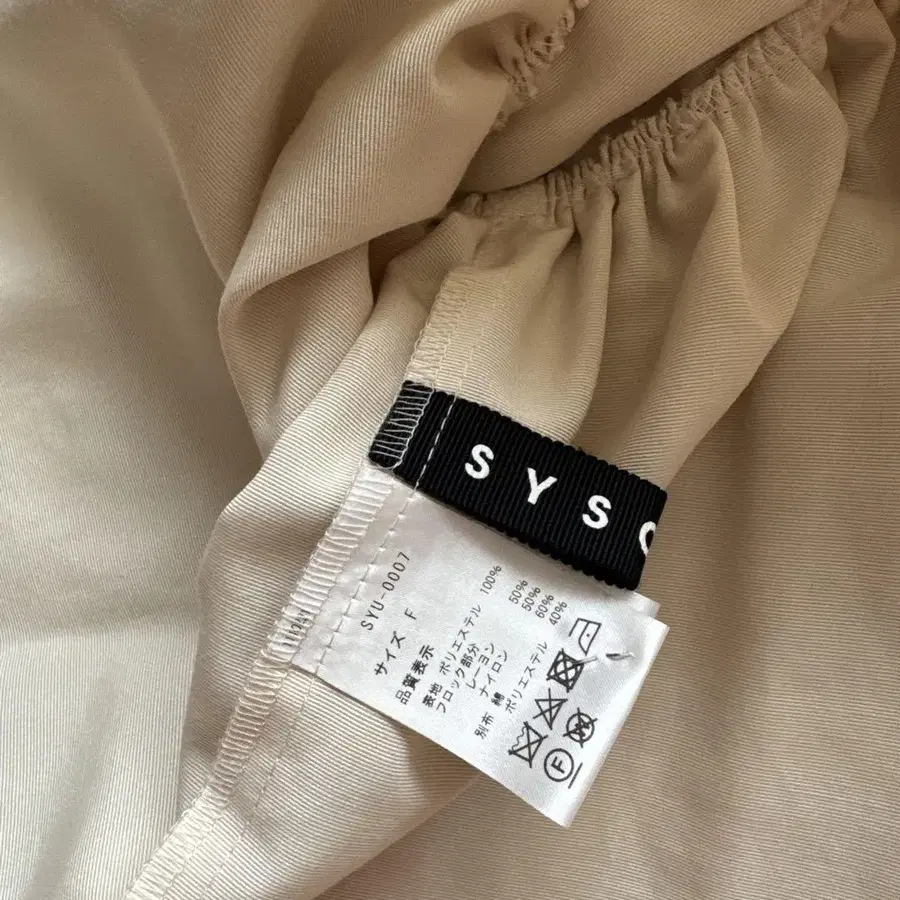 SYS
SYU-0007
サイズ F
品質表示
表地 ポリエステル 100%
フロック部分
レーヨン 50%
ナイロン 50%
別布 綿 60%
ポリエステル 40%
F
W